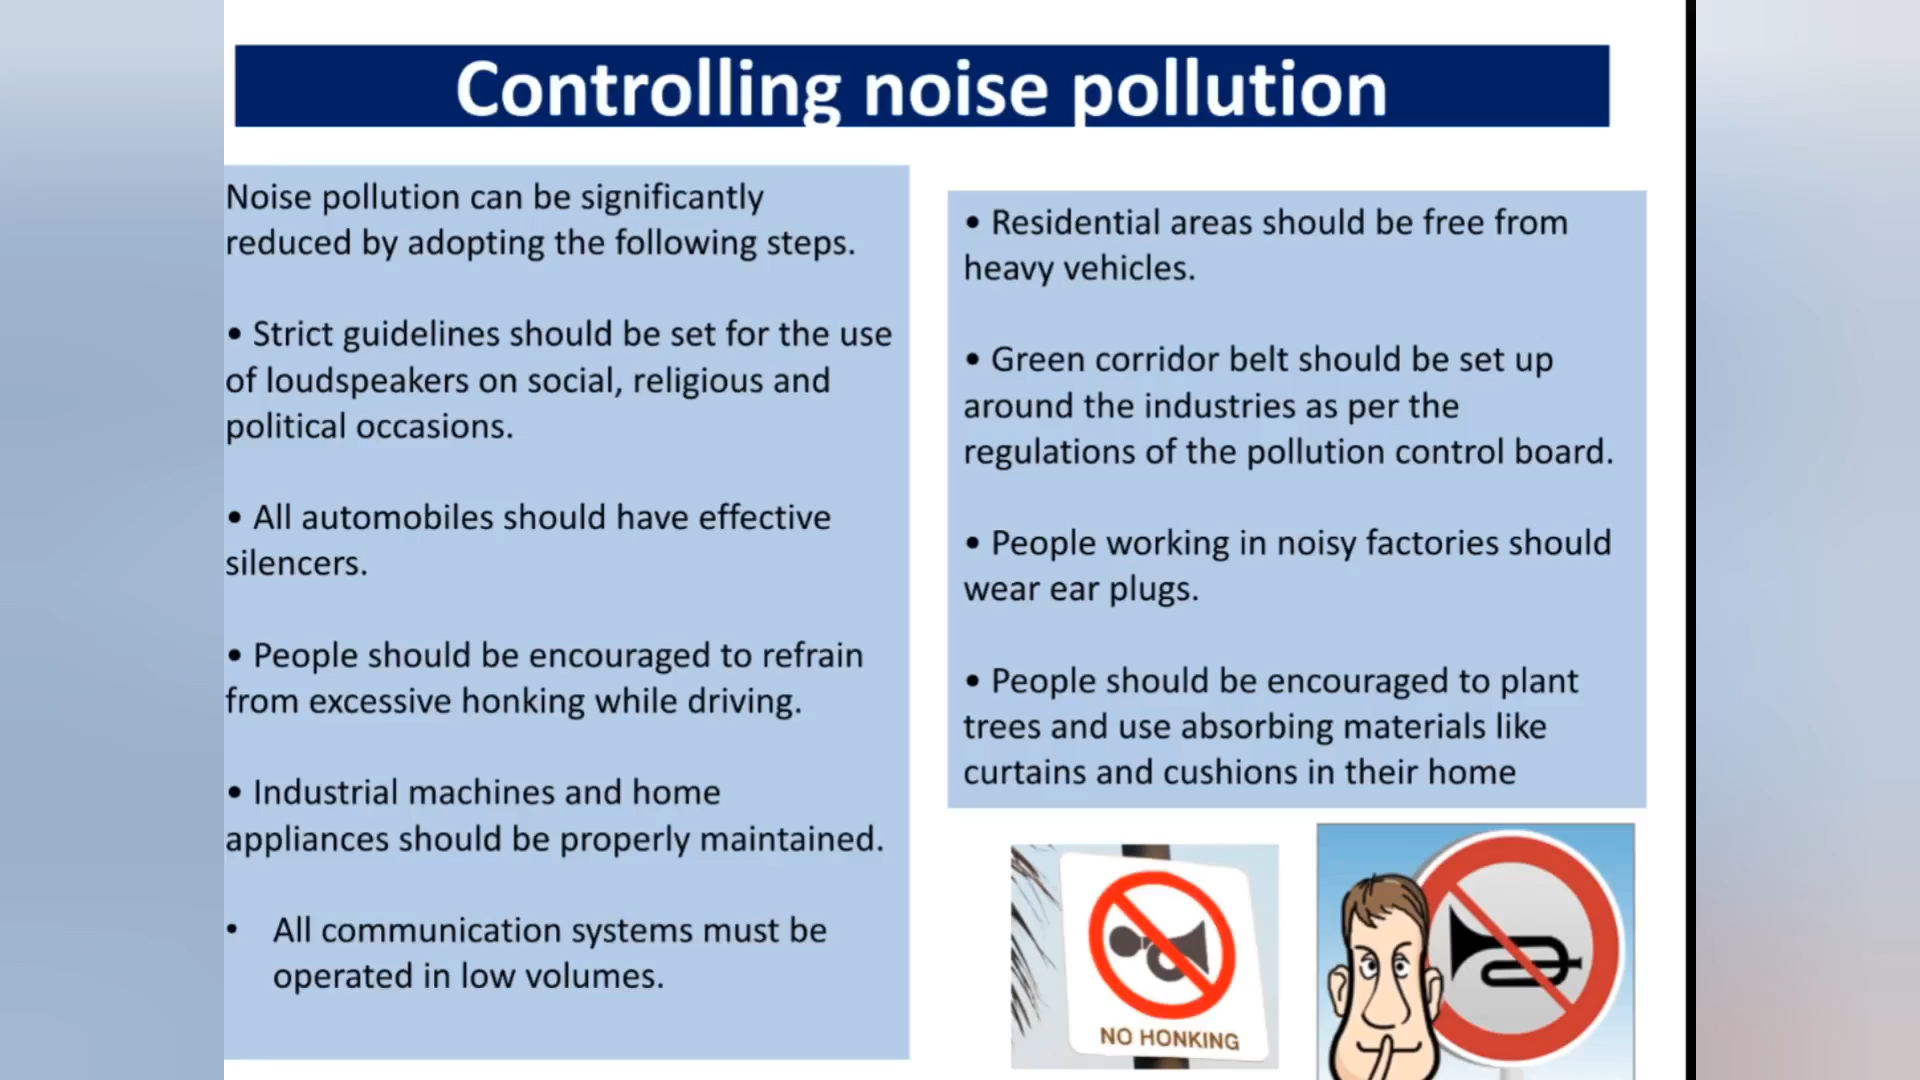 Controlling noise pollution
Noise pollution can be significantly
reduced by adopting the following steps.
• Strict guidelines should be set for the use
of loudspeakers on social, religious and
political occasions.
• All automobiles should have effective
silencers.
• People should be encouraged to refrain
from excessive honking while driving.
• Industrial machines and home
appliances should be properly maintained.
• All communication systems must be
operated in low volumes.
• Residential areas should be free from
heavy vehicles.
• Green corridor belt should be set up
around the industries as per the
regulations of the pollution control board.
• People working in noisy factories should
wear ear plugs.
• People should be encouraged to plant
trees and use absorbing materials like
curtains and cushions in their home
NO HONKING